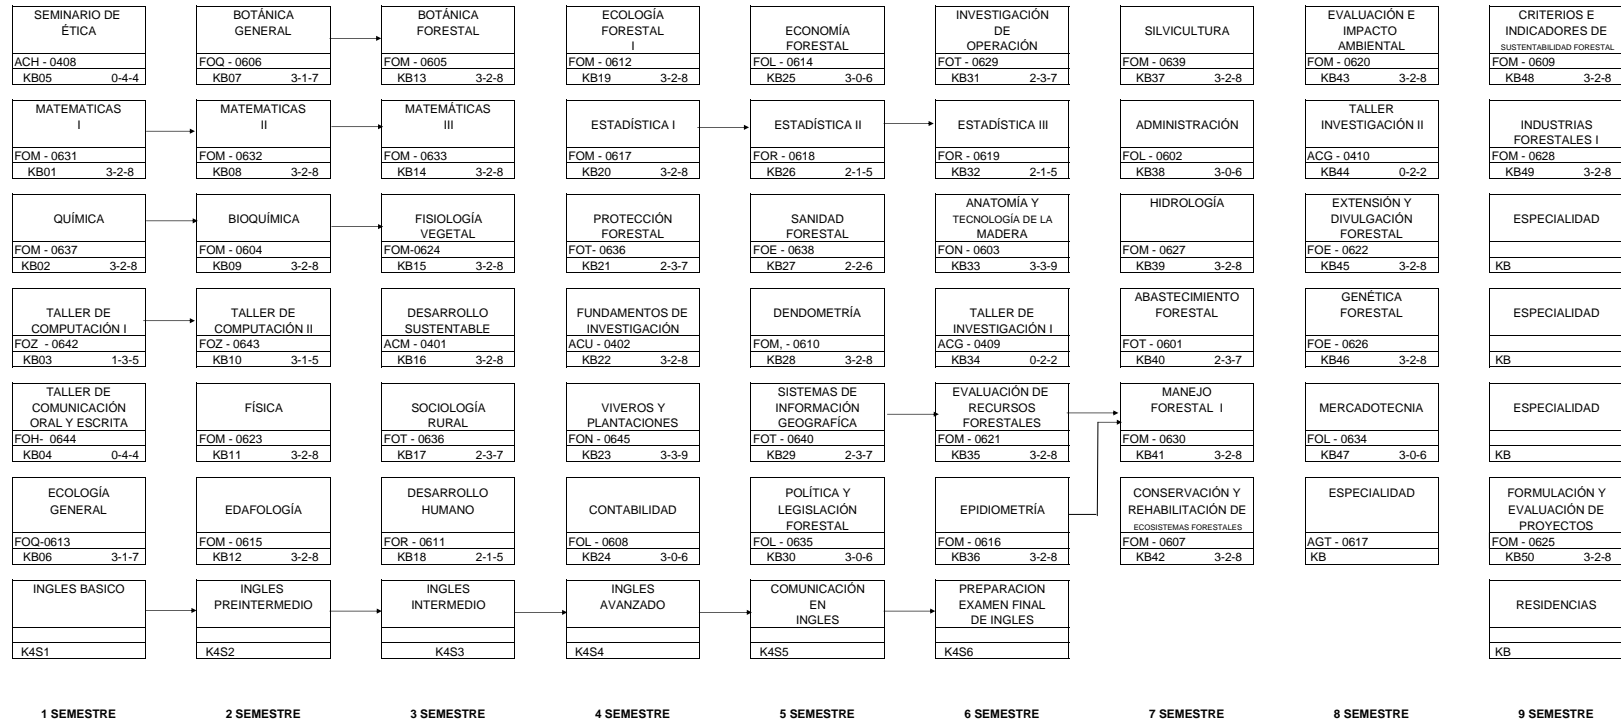 SEMINARIO DE
ÉTICA
ACH - 0408
KB05 0-4-4
BOTÁNICA
GENERAL
FOQ - 0606
KB07 3-1-7
BOTÁNICA
FORESTAL
FOM - 0605
KB13 3-2-8
ECOLOGÍA
FORESTAL
I
FOM - 0612
KB19 3-2-8
ECONOMÍA
FORESTAL
FOL - 0614
KB25 3-0-6
INVESTIGACIÓN
DE
OPERACIÓN
FOT - 0629
KB31 2-3-7
SILVICULTURA
FOM - 0639
KB37 3-2-8
EVALUACIÓN E
IMPACTO
AMBIENTAL
FOM - 0620
KB43 3-2-8
CRITERIOS E
INDICADORES DE
SUSTENTABILIDAD FORESTAL
FOM - 0609
KB48 3-2-8
MATEMATICAS
I
FOM - 0631
KB01 3-2-8
MATEMATICAS
II
FOM - 0632
KB08 3-2-8
MATEMÁTICAS
III
FOM - 0633
KB14 3-2-8
ESTADÍSTICA I
FOM - 0617
KB20 3-2-8
ESTADÍSTICA II
FOR - 0618
KB26 2-1-5
ESTADÍSTICA III
FOR - 0619
KB32 2-1-5
ADMINISTRACIÓN
FOL - 0602
KB38 3-0-6
TALLER
INVESTIGACIÓN II
ACG - 0410
KB44 0-2-2
INDUSTRIAS
FORESTALES I
FOM - 0628
KB49 3-2-8
QUÍMICA
FOM - 0637
KB02 3-2-8
BIOQUÍMICA
FOM - 0604
KB09 3-2-8
FISIOLOGÍA
VEGETAL
FOM-0624
KB15 3-2-8
PROTECCIÓN
FORESTAL
FOT- 0636
KB21 2-3-7
SANIDAD
FORESTAL
FOE - 0638
KB27 2-2-6
ANATOMÍA Y
TECNOLOGÍA DE LA
MADERA
FON - 0603
KB33 3-3-9
HIDROLOGÍA
FOM - 0627
KB39 3-2-8
EXTENSIÓN Y
DIVULGACIÓN
FORESTAL
FOE - 0622
KB45 3-2-8
ESPECIALIDAD
KB
TALLER DE
COMPUTACIÓN I
FOZ - 0642
KB03 1-3-5
TALLER DE
COMPUTACIÓN II
FOZ - 0643
KB10 3-1-5
DESARROLLO
SUSTENTABLE
ACM - 0401
KB16 3-2-8
FUNDAMENTOS DE
INVESTIGACIÓN
ACU - 0402
KB22 3-2-8
DENDOMETRÍA
FOM, - 0610
KB28 3-2-8
TALLER DE
INVESTIGACIÓN I
ACG - 0409
KB34 0-2-2
ABASTECIMIENTO
FORESTAL
FOT - 0601
KB40 2-3-7
GENÉTICA
FORESTAL
FOE - 0626
KB46 3-2-8
ESPECIALIDAD
KB
TALLER DE
COMUNICACIÓN
ORAL Y ESCRITA
FOH- 0644
KB04 0-4-4
FÍSICA
FOM - 0623
KB11 3-2-8
SOCIOLOGÍA
RURAL
FOT - 0636
KB17 2-3-7
VIVEROS Y
PLANTACIONES
FON - 0645
KB23 3-3-9
SISTEMAS DE
INFORMACIÓN
GEOGRAFÍCA
FOT - 0640
KB29 2-3-7
EVALUACIÓN DE
RECURSOS
FORESTALES
FOM - 0621
KB35 3-2-8
MANEJO
FORESTAL I
FOM - 0630
KB41 3-2-8
MERCADOTECNIA
FOL - 0634
KB47 3-0-6
ESPECIALIDAD
KB
ECOLOGÍA
GENERAL
FOQ-0613
KB06 3-1-7
EDAFOLOGÍA
FOM - 0615
KB12 3-2-8
DESARROLLO
HUMANO
FOR - 0611
KB18 2-1-5
CONTABILIDAD
FOL - 0608
KB24 3-0-6
POLÍTICA Y
LEGISLACIÓN
FORESTAL
FOL - 0635
KB30 3-0-6
EPIDIOMETRÍA
FOM - 0616
KB36 3-2-8
CONSERVACIÓN Y
REHABILITACIÓN DE
ECOSISTEMAS FORESTALES
FOM - 0607
KB42 3-2-8
ESPECIALIDAD
AGT - 0617
KB
FORMULACIÓN Y
EVALUACIÓN DE
PROYECTOS
FOM - 0625
KB50 3-2-8
INGLES BASICO
K4S1
INGLES
PREINTERMEDIO
K4S2
INGLES
INTERMEDIO
K4S3
INGLES
AVANZADO
K4S4
COMUNICACIÓN
EN
INGLES
K4S5
PREPARACION
EXAMEN FINAL
DE INGLES
K4S6
RESIDENCIAS
KB
1 SEMESTRE 2 SEMESTRE 3 SEMESTRE 4 SEMESTRE 5 SEMESTRE 6 SEMESTRE 7 SEMESTRE 8 SEMESTRE 9 SEMESTRE